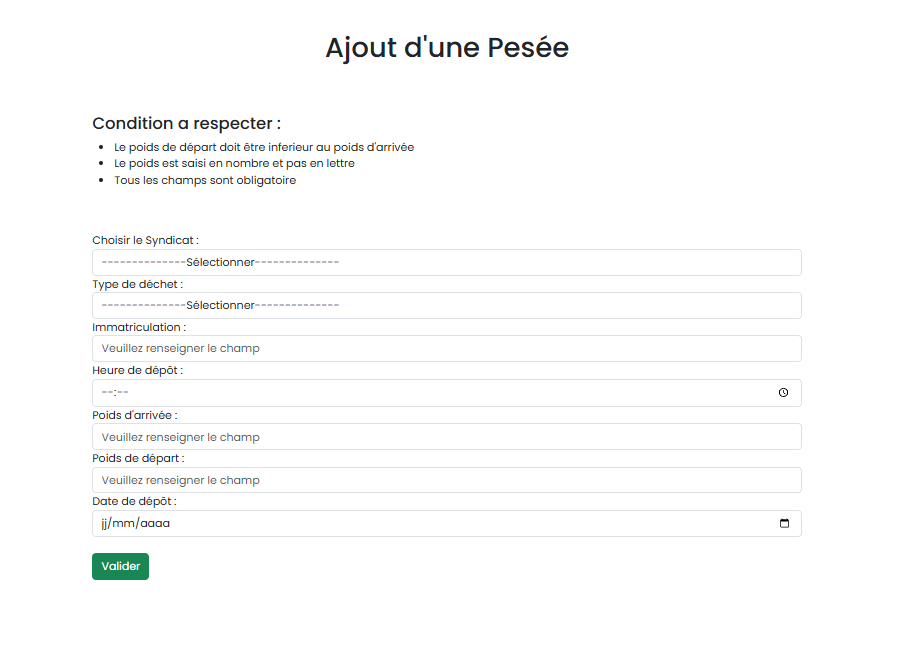 Ajout d'une Pesée
Condition a respecter :
Le poids de départ doit être inferieur au poids d'arrivée
Le poids est saisi en nombre et pas en lettre
Tous les champs sont obligatoire
Choisir le Syndicat :
--------------Sélectionner--------------
Type de déchet :
--------------Sélectionner--------------
Immatriculation :
Veuillez renseigner le champ
Heure de dépôt :
--:--
Poids d'arrivée :
Veuillez renseigner le champ
Poids de départ :
Veuillez renseigner le champ
Date de dépôt :
jj/mm/aaaa
Valider